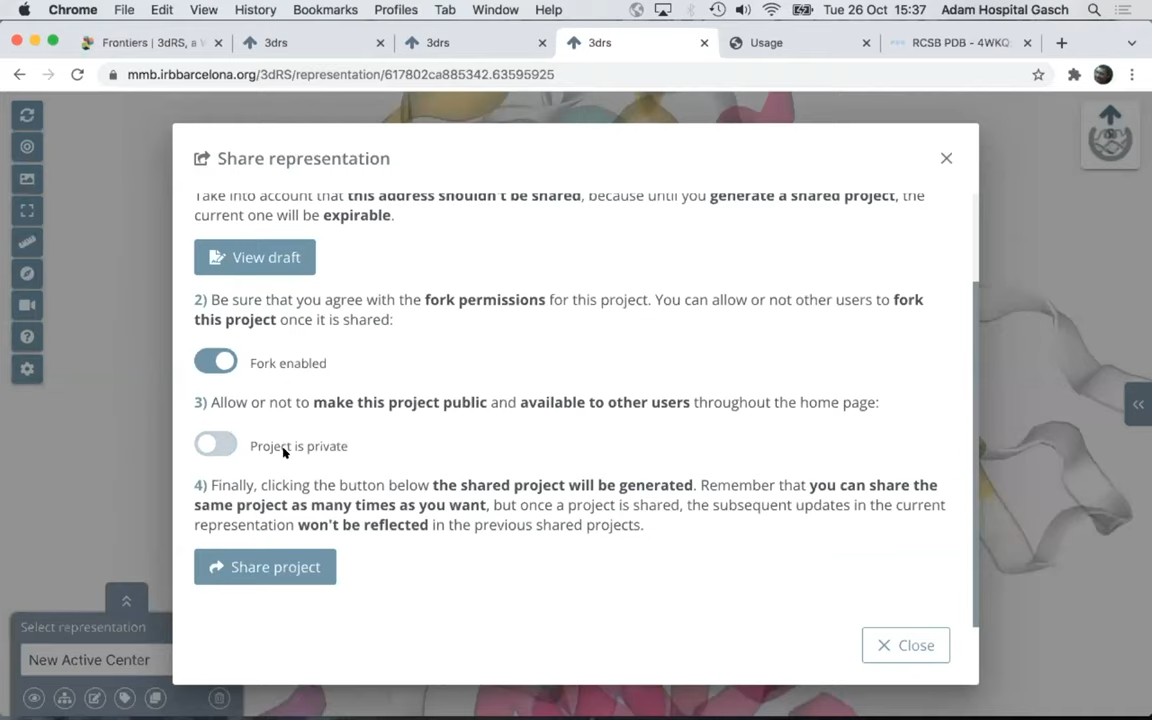 Chrome File Edit View History Bookmarks Profiles Tab Window Help Tue 26 Oct 15:37 Adam Hospital Gasch
Frontiers | 3dRS, a 3drs 3drs 3drs Usage RCSB PDB - 4WKQ:
mmb.irbbarcelona.org/3dRS/representation/617802ca885342.63595925
Share representation
Take into account that this address shouldn't be shared, because until you generate a shared project, the
current one will be expirable.
View draft
2) Be sure that you agree with the fork permissions for this project. You can allow or not other users to fork
this project once it is shared:
Fork enabled
3) Allow or not to make this project public and available to other users throughout the home page:
Project is private
4) Finally, clicking the button below the shared project will be generated. Remember that you can share the
same project as many times as you want, but once a project is shared, the subsequent updates in the current
representation won't be reflected in the previous shared projects.
Share project
Close
Select representation
New Active Center